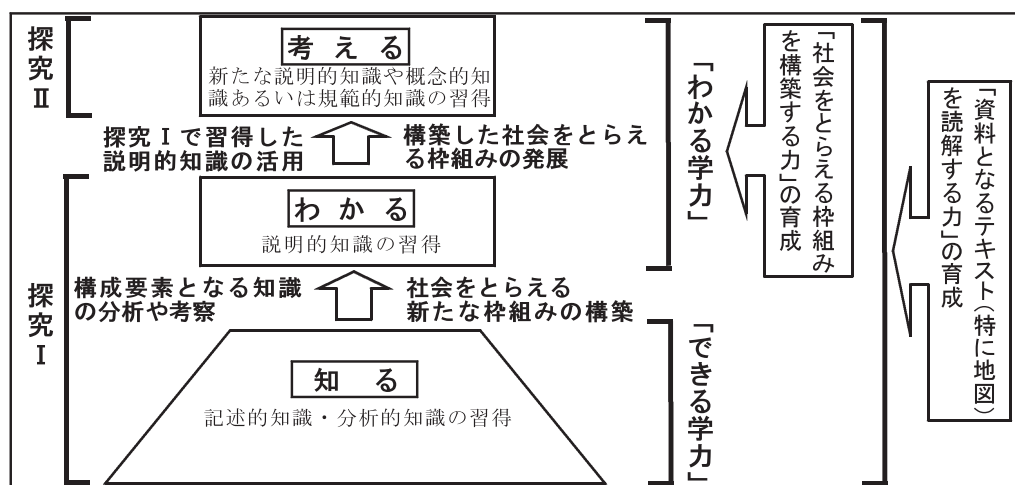 探究Ⅱ
考える
新たな説明的知識や概念的知
識あるいは規範的知識の習得
探究Ⅰで習得した
説明的知識の活用
構築した社会をとらえ
る枠組みの発展
探究Ⅰ
わかる
説明的知識の習得
構成要素となる知識
の分析や考察
社会をとらえる
新たな枠組みの構築
知る
記述的知識・分析的知識の習得
「わかる学力」
「できる学力」
「社会をとらえる枠組み
を構築する力」の育成
「資料となるテキスト(特に地図)
を読解する力」の育成